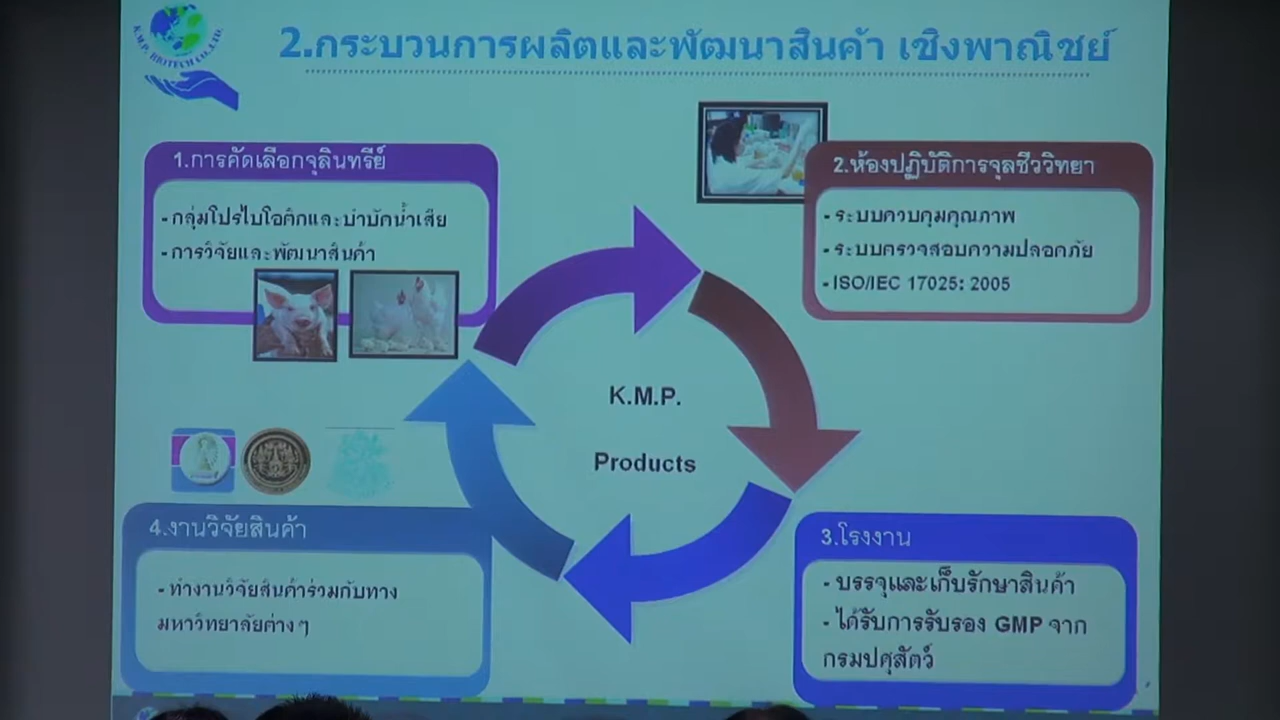 K.M.P. BIOTECH CO.,LTD.
2.กระบวนการผลิตและพัฒนาสินค้า เชิงพาณิชย์
1.การคัดเลือกจุลินทรีย์
- กลุ่มโปรไบโอติกและบำบัดน้ำเสีย
- การวิจัยและพัฒนาสินค้า
2.ห้องปฏิบัติการจุลชีววิทยา
- ระบบควบคุมคุณภาพ
- ระบบตรวจสอบความปลอดภัย
- ISO/IEC 17025: 2005
K.M.P.
Products
3.โรงงาน
- บรรจุและเก็บรักษาสินค้า
- ได้รับการรับรอง GMP จาก
กรมปศุสัตว์
4.งานวิจัยสินค้า
- ทำงานวิจัยสินค้าร่วมกับทาง
มหาวิทยาลัยต่างๆ